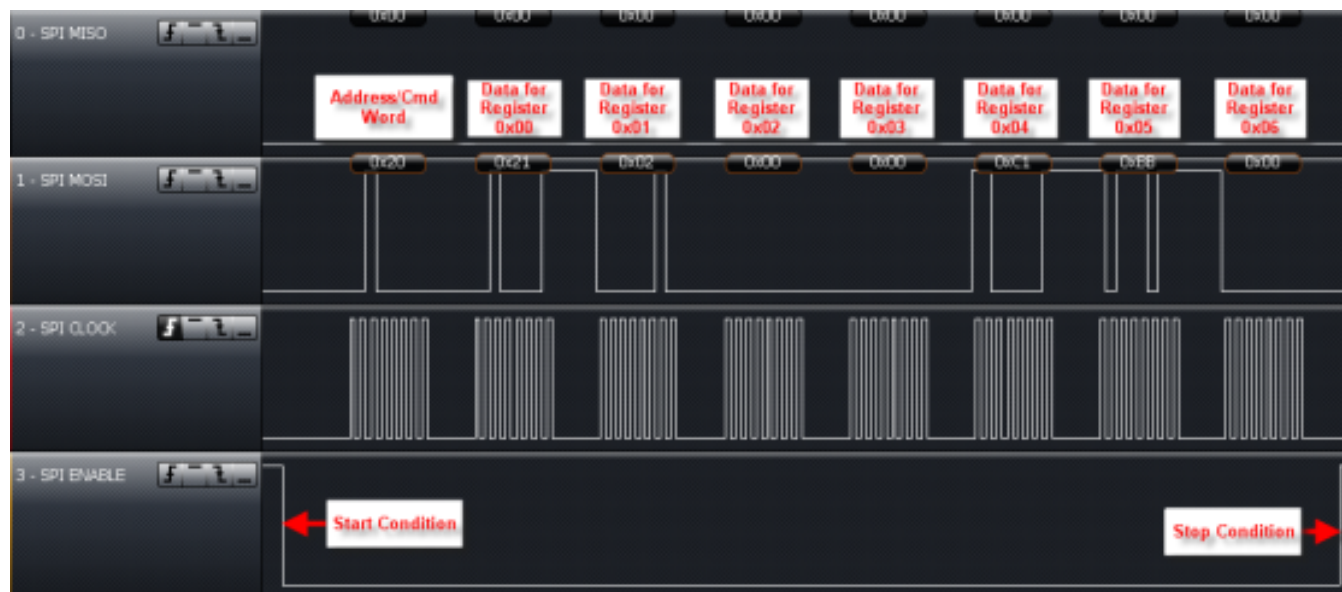 0x00 0x00 0x00 0x00 0x00 0x00 0x00 0x00
0 - SPI MISO
Address/Cmd
Word
Data for
Register
0x00
Data for
Register
0x01
Data for
Register
0x02
Data for
Register
0x03
Data for
Register
0x04
Data for
Register
0x05
Data for
Register
0x06
0x20 0x21 0x02 0x00 0x00 0xC1 0xBB 0x00
1 - SPI MOSI
2 - SPI CLOCK
3 - SPI ENABLE
Start Condition
Stop Condition